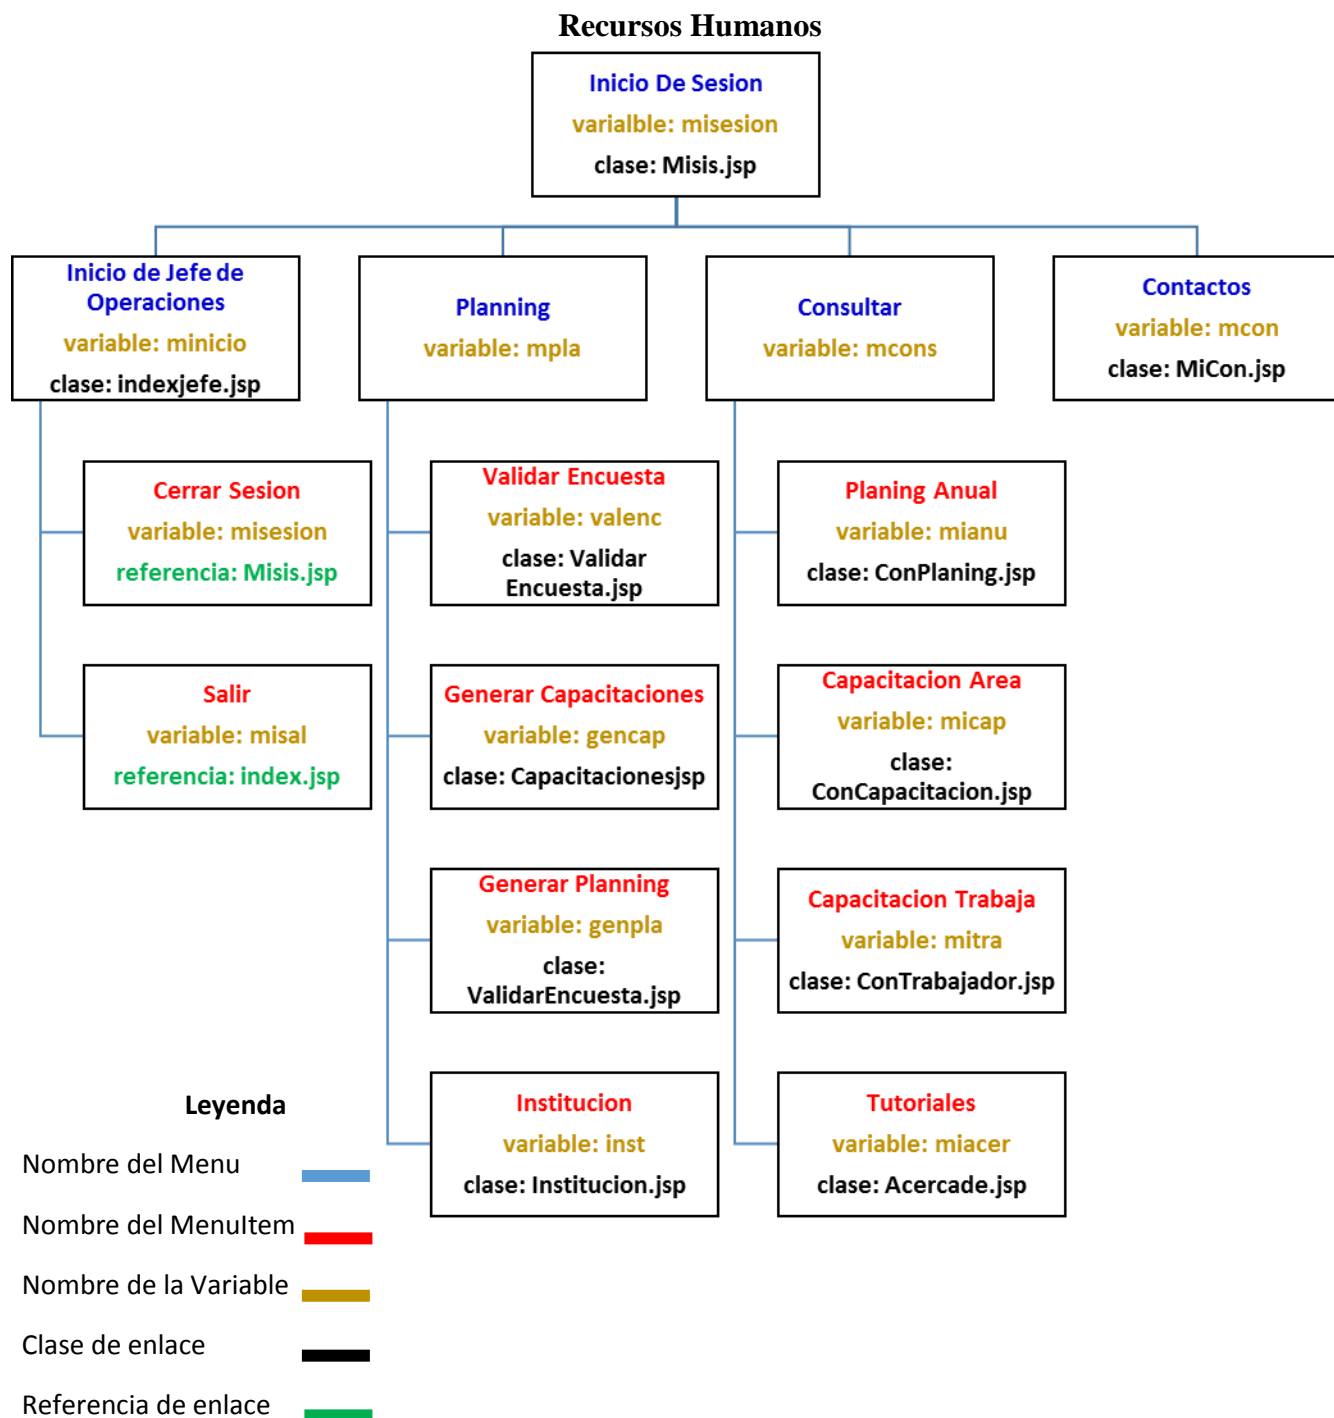 Recursos Humanos
Inicio De Sesion
varialble: misesion
clase: Misis.jsp
Inicio de Jefe de
Operaciones
variable: minicio
clase: indexjefe.jsp
Planning
variable: mpla
Consultar
variable: mcons
Contactos
variable: mcon
clase: MiCon.jsp
Cerrar Sesion
variable: misesion
referencia: Misis.jsp
Salir
variable: misal
referencia: index.jsp
Validar Encuesta
variable: valenc
clase: Validar
Encuesta.jsp
Generar Capacitaciones
variable: gencap
clase: Capacitacionesjsp
Generar Planning
variable: genpla
clase:
ValidarEncuesta.jsp
Institucion
variable: inst
clase: Institucion.jsp
Planing Anual
variable: mianu
clase: ConPlaning.jsp
Capacitacion Area
variable: micap
clase:
ConCapacitacion.jsp
Capacitacion Trabaja
variable: mitra
clase: ConTrabajador.jsp
Tutoriales
variable: miacer
clase: Acercade.jsp
Leyenda
Nombre del Menu
Nombre del MenuItem
Nombre de la Variable
Clase de enlace
Referencia de enlace